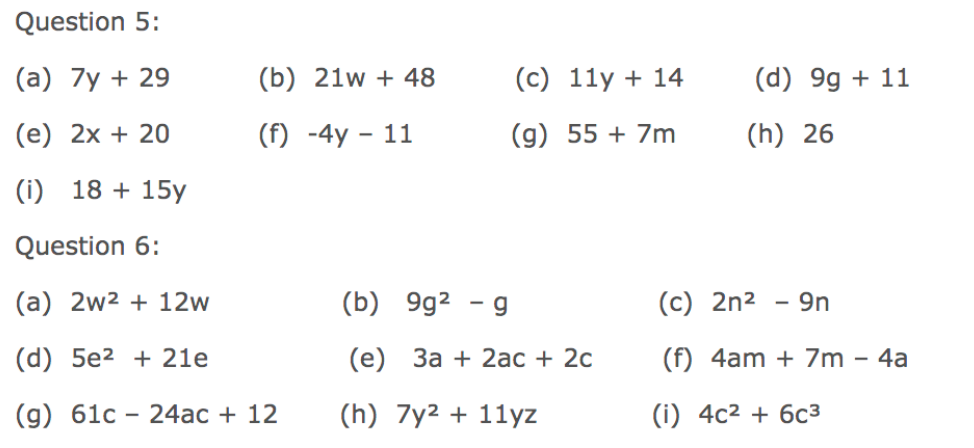 Question 5:
(a) 7y + 29 (b) 21w + 48 (c) 11y + 14 (d) 9g + 11
(e) 2x + 20 (f) -4y – 11 (g) 55 + 7m (h) 26
(i) 18 + 15y
Question 6:
(a) 2w² + 12w (b) 9g² – g (c) 2n² – 9n
(d) 5e² + 21e (e) 3a + 2ac + 2c (f) 4am + 7m – 4a
(g) 61c – 24ac + 12 (h) 7y² + 11yz (i) 4c² + 6c³